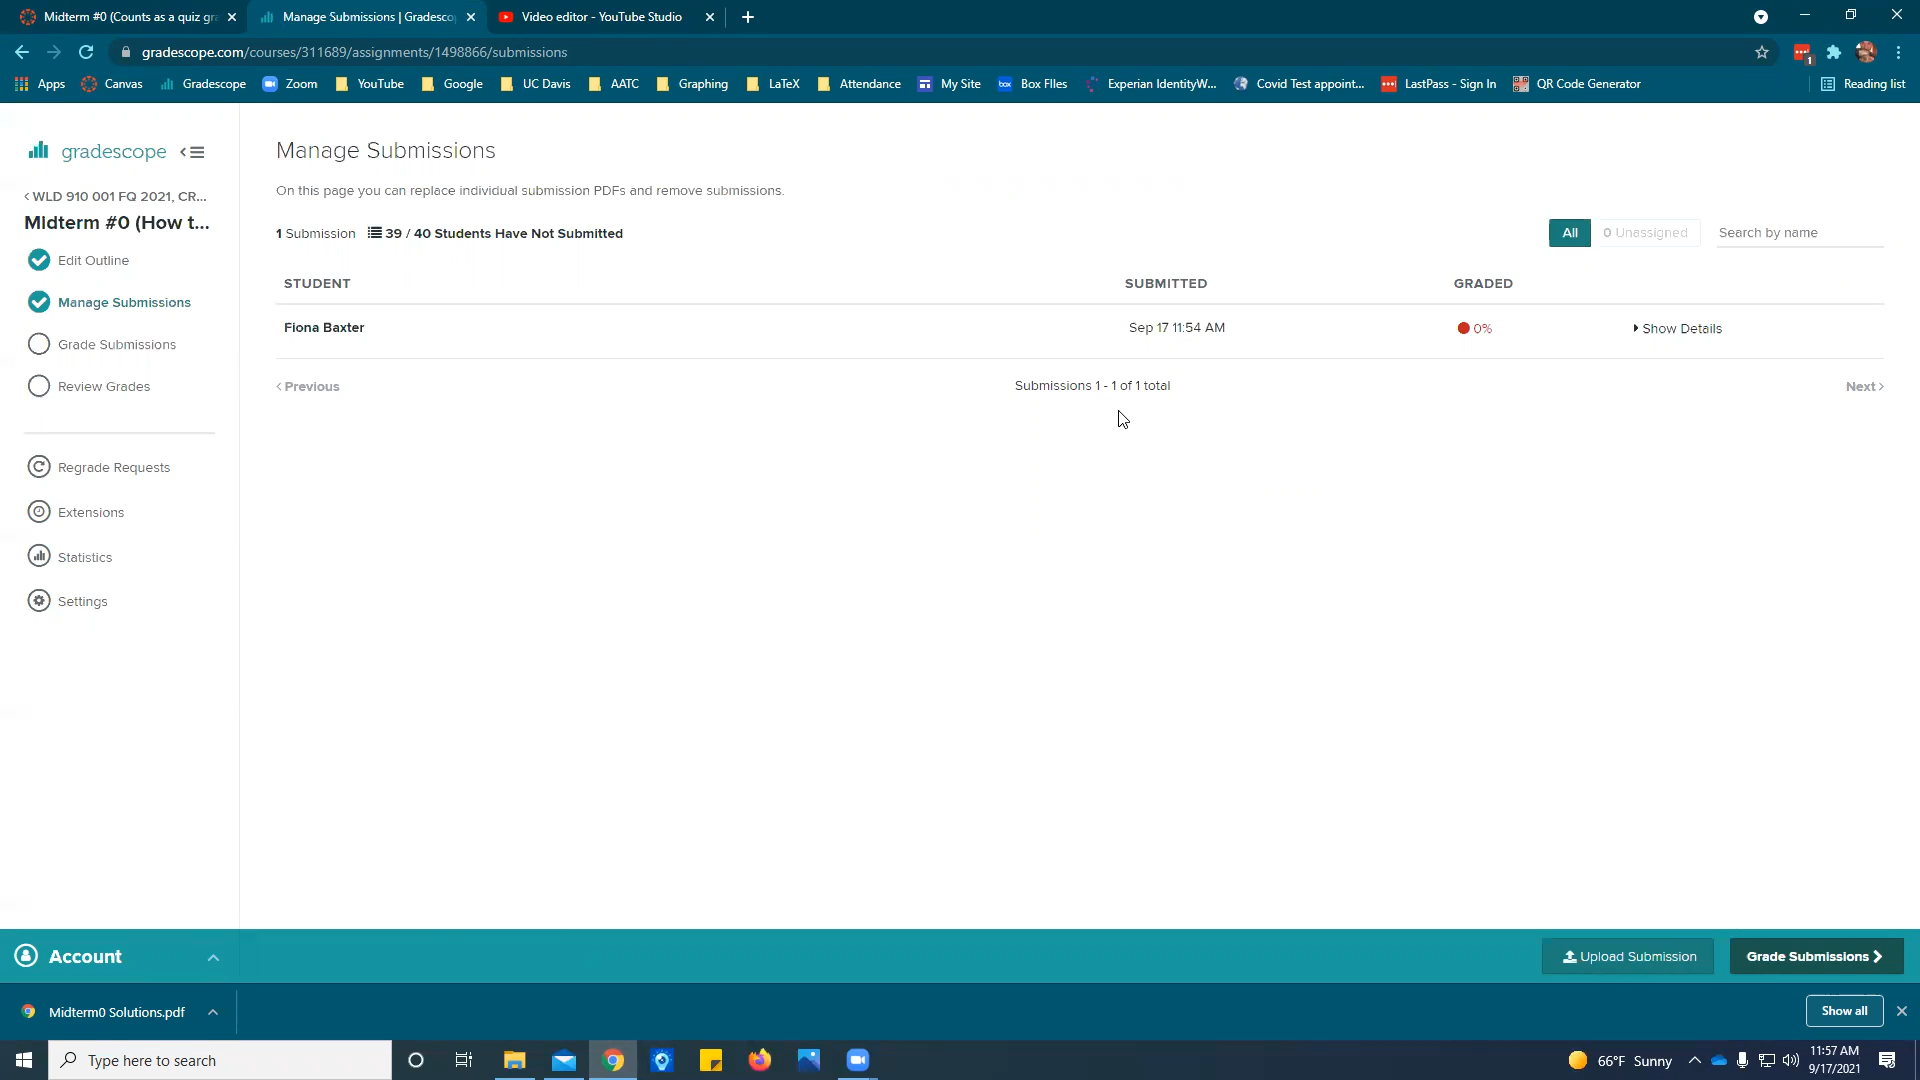 Midterm #0 (Counts as a quiz gr
Manage Submissions | Gradesco
Video editor - YouTube Studio
gradescope.com/courses/311689/assignments/1498866/submissions
1
Apps
Canvas
Gradescope
Zoom
YouTube
Google
UC Davis
AATC
Graphing
LaTeX
Attendance
My Site
Box FIles
Experian IdentityW...
Covid Test appoint...
LastPass - Sign In
QR Code Generator
Reading list
gradescope
WLD 910 001 FQ 2021, CR...
Midterm #0 (How t...
Edit Outline
Manage Submissions
Grade Submissions
Review Grades
Regrade Requests
Extensions
Statistics
Settings
Manage Submissions
On this page you can replace individual submission PDFs and remove submissions.
1 Submission 39 / 40 Students Have Not Submitted
All
0 Unassigned
Search by name
STUDENT SUBMITTED GRADED
Fiona Baxter Sep 17 11:54 AM 0% Show Details
Previous
Submissions 1 - 1 of 1 total
Next
Account
Upload Submission
Grade Submissions
Midterm0 Solutions.pdf
Show all
Type here to search
66°F Sunny
11:57 AM
9/17/2021